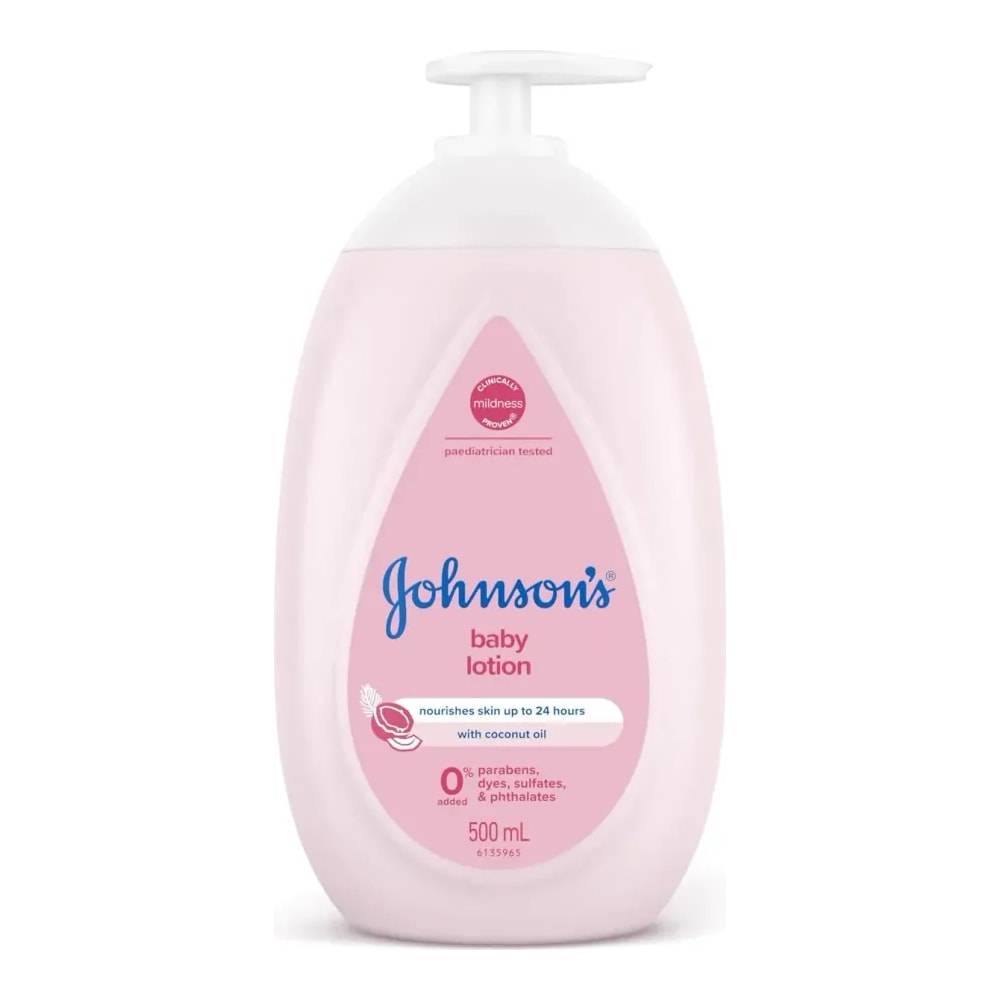 CLINICALLY
mildness
PROVEN®
paediatrician tested
Johnson's®
baby
lotion
nourishes skin up to 24 hours
with coconut oil
0% added
parabens,
dyes, sulfates,
& phthalates
500 mL
6135965